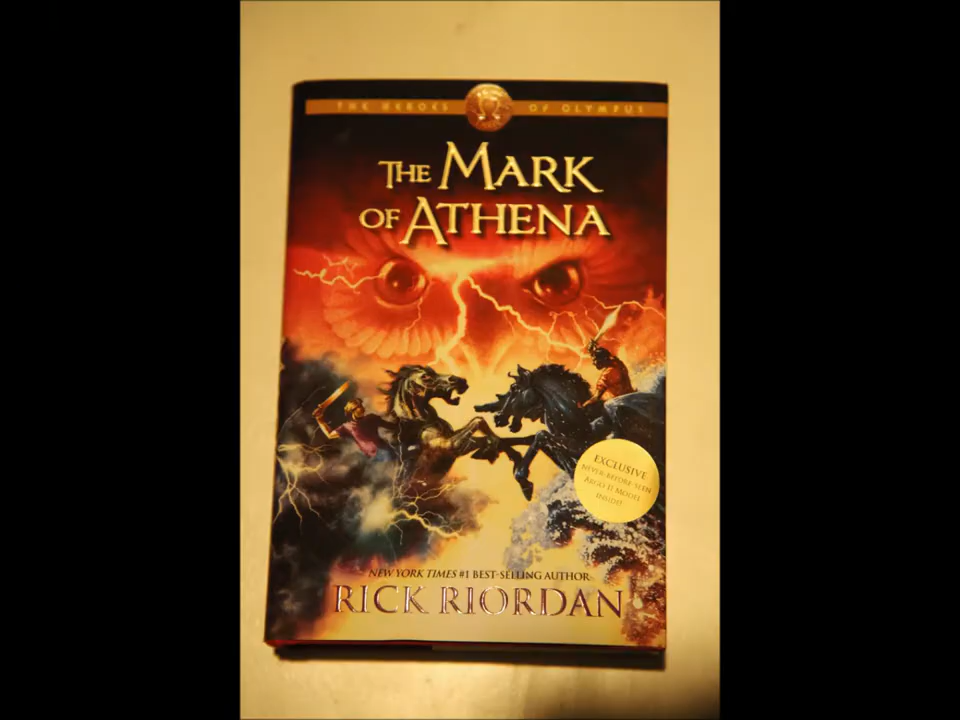 THE HEROES OF OLYMPUS
THE MARK
OF ATHENA
EXCLUSIVE
NEVER-BEFORE-SEEN
ARGO II MODEL
INSIDE!
NEW YORK TIMES #1 BEST-SELLING AUTHOR
RICK RIORDAN